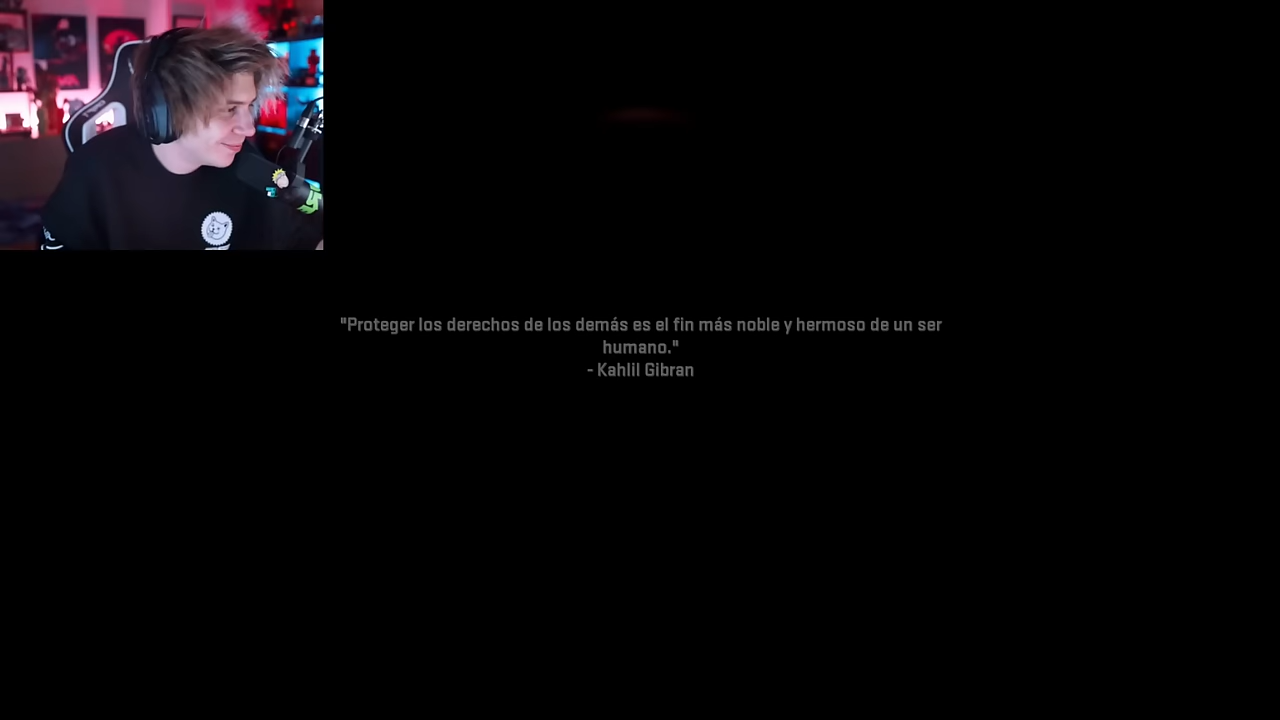 "Proteger los derechos de los demás es el fin más noble y hermoso de un ser
humano."
- Kahlil Gibran